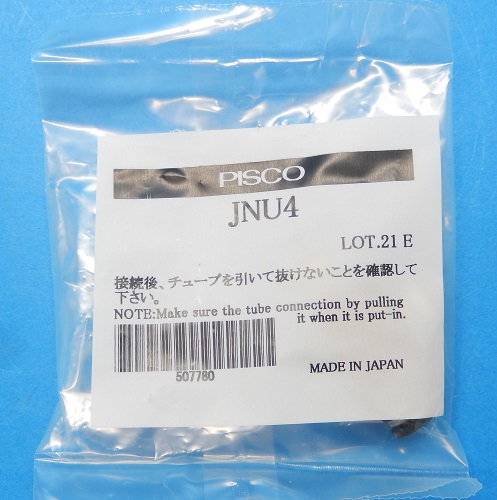 PISCO
JNU4
LOT.21 E
接続後、チューブを引いて抜けないことを確認して
下さい。
NOTE:Make sure the tube connection by pulling
it when it is put-in.
507780
MADE IN JAPAN